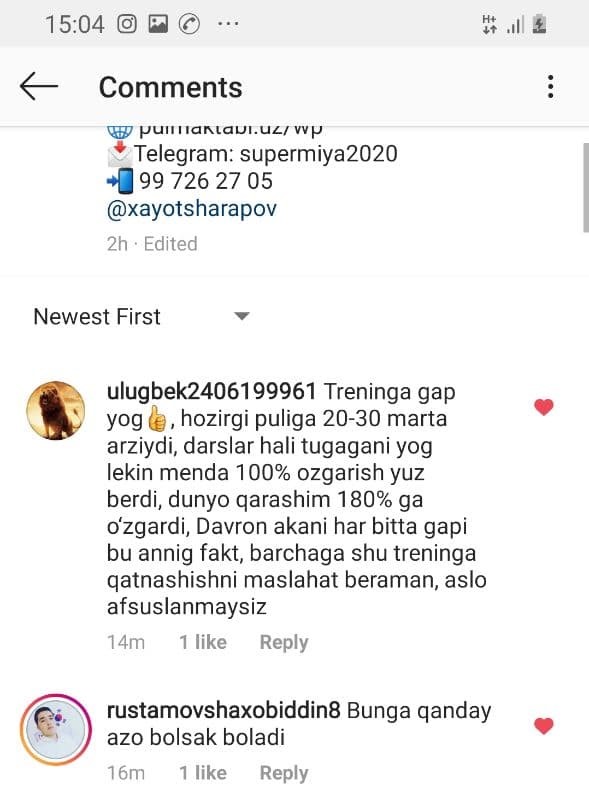 15:04
H+
Comments
pulmaktabi.uz/wp
Telegram: supermiya2020
99 726 27 05
@xayotsharapov
2h · Edited
Newest First
ulugbek2406199961 Treninga gap
yog👍, hozirgi puliga 20-30 marta
arziydi, darslar hali tugagani yog
lekin menda 100% ozgarish yuz
berdi, dunyo qarashim 180% ga
o‘zgardi, Davron akani har bitta gapi
bu annig fakt, barchaga shu treninga
qatnashishni maslahat beraman, aslo
afsuslanmaysiz
14m 1 like Reply
rustamovshaxobiddin8 Bunga qanday
azo bolsak boladi
16m 1 like Reply